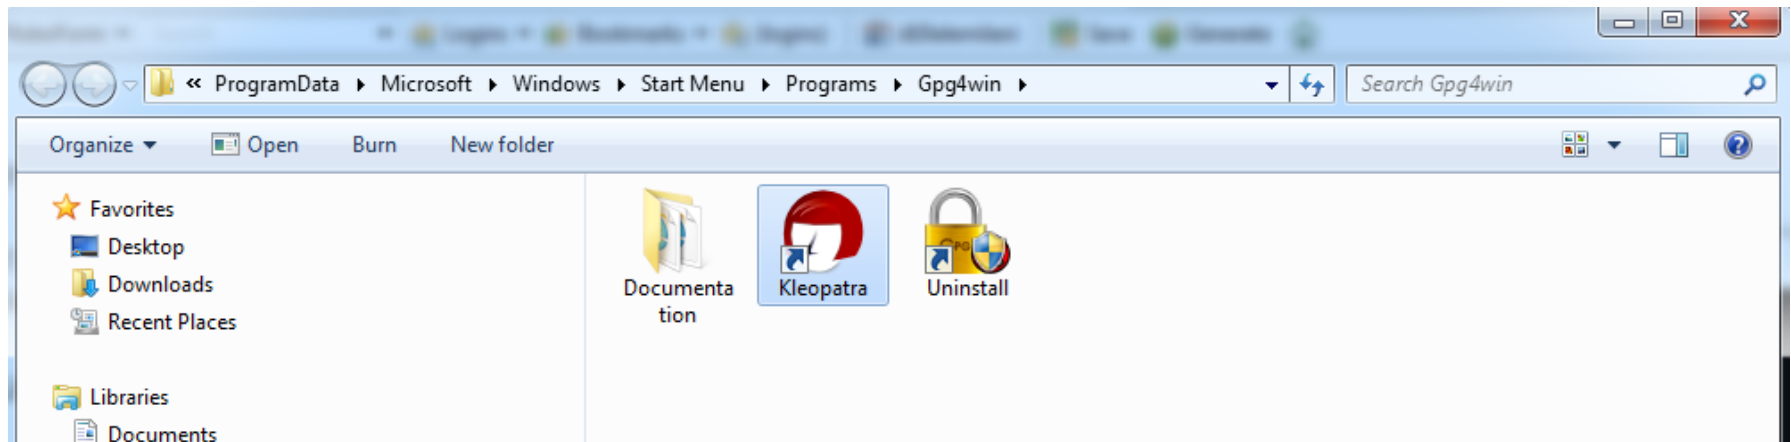 « ProgramData ▸ Microsoft ▸ Windows ▸ Start Menu ▸ Programs ▸ Gpg4win ▸
Search Gpg4win
Organize ▾ Open Burn New folder
Favorites
Desktop
Downloads
Recent Places
Libraries
Documents
Documenta
tion
Kleopatra
Uninstall